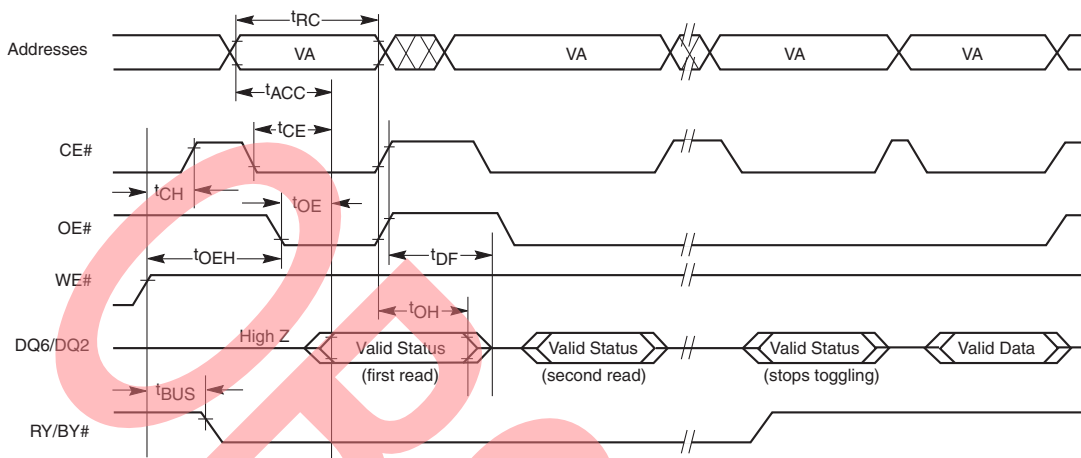 tRC
Addresses VA VA VA VA
tACC
tCE
CE#
tCH tOE
OE#
tOEH tDF
WE#
tOH
High Z
DQ6/DQ2 Valid Status Valid Status Valid Status Valid Data
(first read) (second read) (stops toggling)
tBUS
RY/BY#